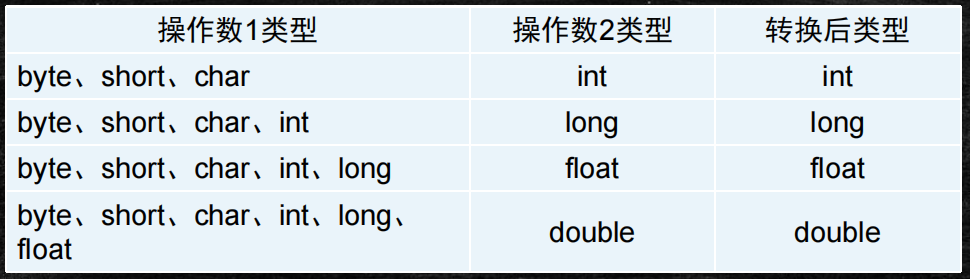 操作数1类型 操作数2类型 转换后类型
byte、short、char int int
byte、short、char、int long long
byte、short、char、int、long float float
byte、short、char、int、long、
float double double